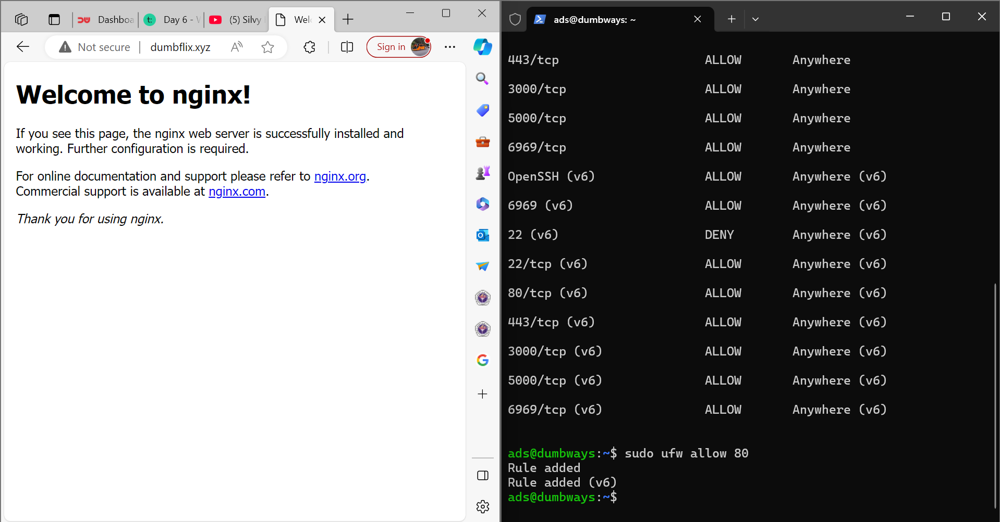 Dashboa
Day 6 - W
(5) Silvy
Welc
Not secure
dumbflix.xyz
Sign in
Welcome to nginx!
If you see this page, the nginx web server is successfully installed and
working. Further configuration is required.
For online documentation and support please refer to nginx.org.
Commercial support is available at nginx.com.
Thank you for using nginx.
ads@dumbways: ~
443/tcp ALLOW Anywhere
3000/tcp ALLOW Anywhere
5000/tcp ALLOW Anywhere
6969/tcp ALLOW Anywhere
OpenSSH (v6) ALLOW Anywhere (v6)
6969 (v6) ALLOW Anywhere (v6)
22 (v6) DENY Anywhere (v6)
22/tcp (v6) ALLOW Anywhere (v6)
80/tcp (v6) ALLOW Anywhere (v6)
443/tcp (v6) ALLOW Anywhere (v6)
3000/tcp (v6) ALLOW Anywhere (v6)
5000/tcp (v6) ALLOW Anywhere (v6)
6969/tcp (v6) ALLOW Anywhere (v6)
ads@dumbways:~$ sudo ufw allow 80
Rule added
Rule added (v6)
ads@dumbways:~$